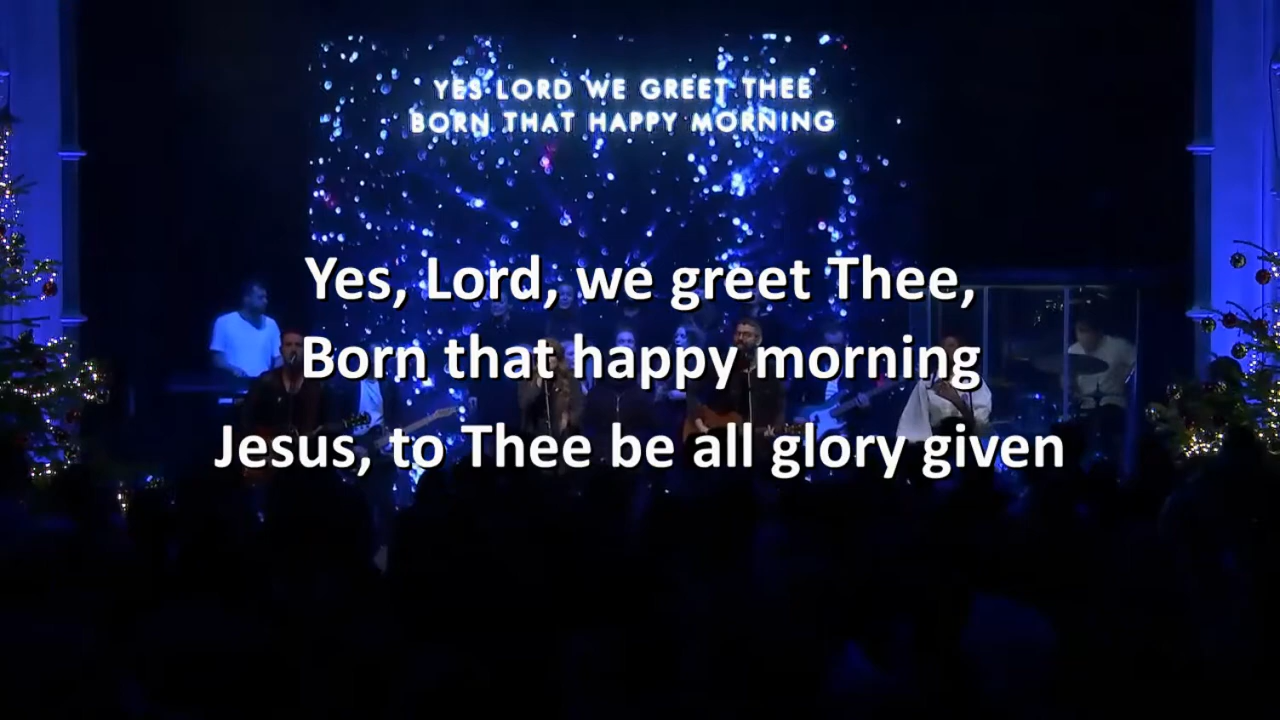 YES LORD WE GREET THEE
BORN THAT HAPPY MORNING
Yes, Lord, we greet Thee,
Born that happy morning
Jesus, to Thee be all glory given